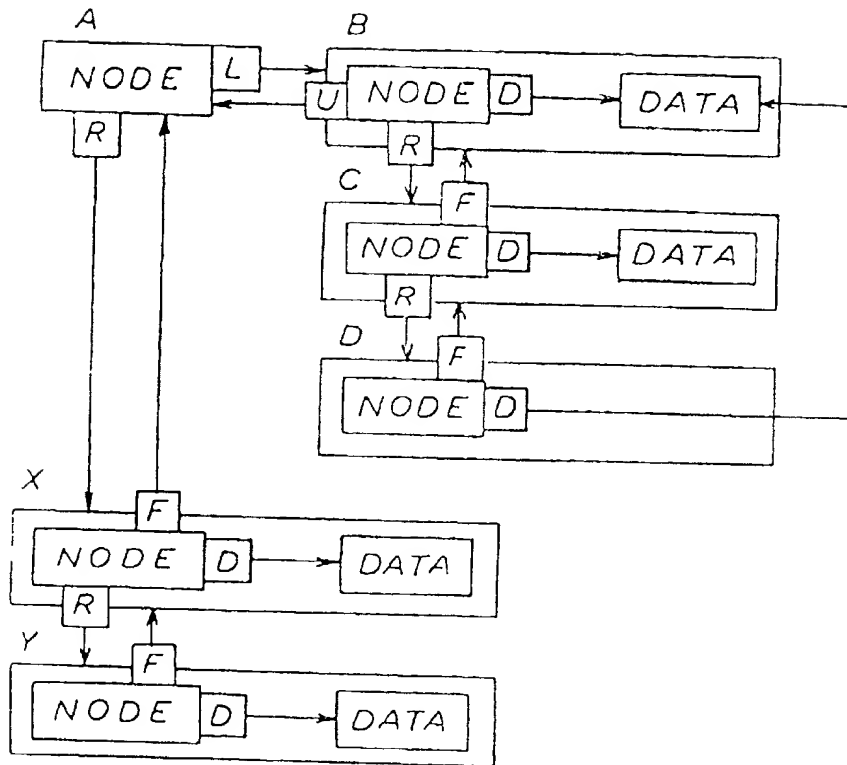 A
B
NODE L
U NODE D DATA
R
R
C
F
NODE D DATA
R
D
F
NODE D
X
F
NODE D DATA
R
Y
F
NODE D DATA